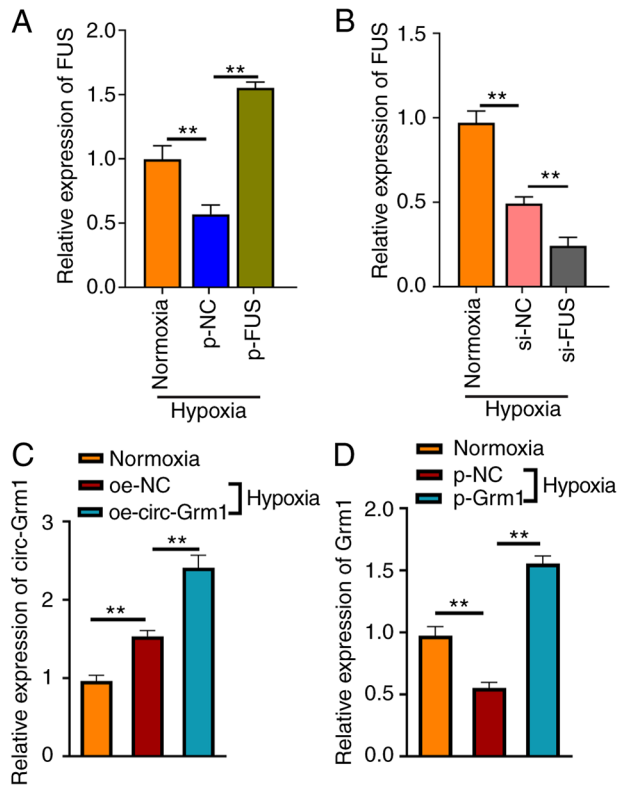 A
Relative expression of FUS
2.0
1.5
1.0
0.5
0.0
**
**
Normoxia
p-NC
p-FUS
Hypoxia
B
Relative expression of FUS
1.5
1.0
0.5
0.0
**
**
Normoxia
si-NC
si-FUS
Hypoxia
C
Normoxia
oe-NC
oe-circ-Grm1
Hypoxia
Relative expression of circ-Grm1
3
2
1
0
**
**
D
Normoxia
p-NC
p-Grm1
Hypoxia
Relative expression of Grm1
2.0
1.5
1.0
0.5
0.0
**
**